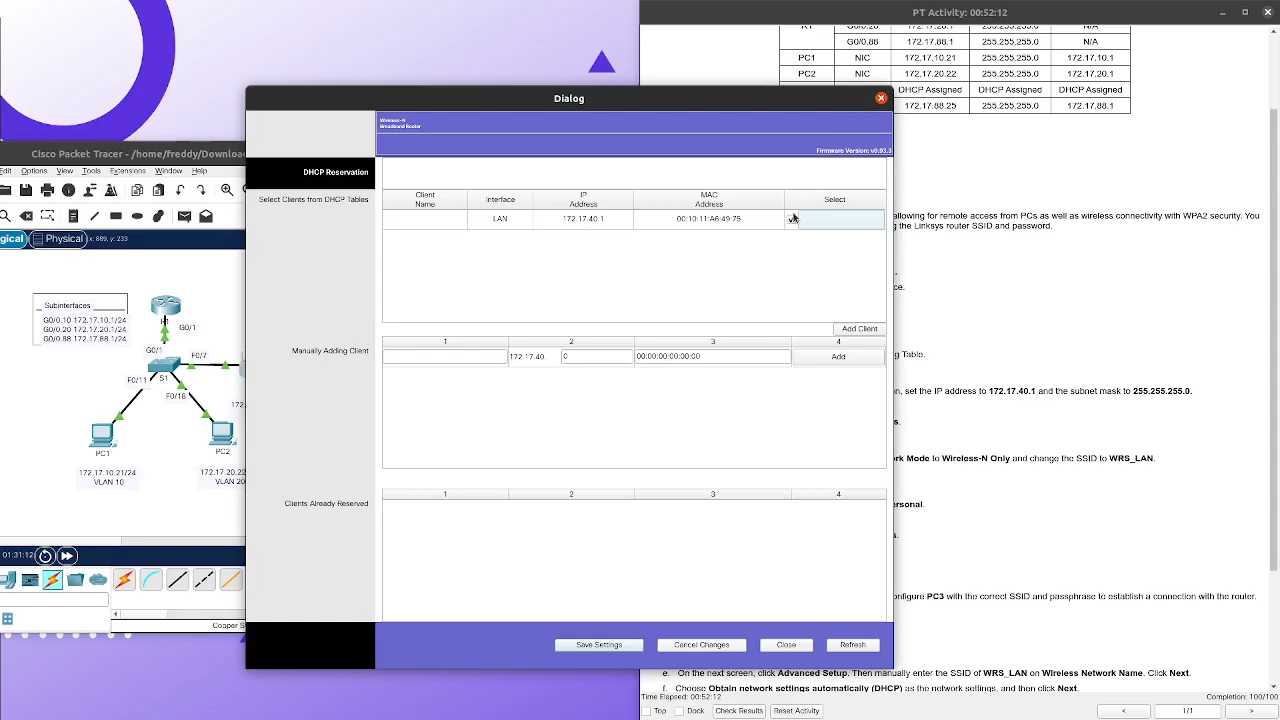 PT Activity: 00:52:12
172.17.20.1 255.255.255.0 N/A
G0/0.88 172.17.88.1 255.255.255.0 N/A
PC1 NIC 172.17.10.21 255.255.255.0 172.17.10.1
PC2 NIC 172.17.20.22 255.255.255.0 172.17.20.1
DHCP Assigned DHCP Assigned DHCP Assigned
172.17.88.25 255.255.255.0 172.17.88.1
allowing for remote access from PCs as well as wireless connectivity with WPA2 security. You
g the Linksys router SSID and password.
ce.
g Table.
n, set the IP address to 172.17.40.1 and the subnet mask to 255.255.255.0.
s.
rk Mode to Wireless-N Only and change the SSID to WRS_LAN.
ersonal.
s.
onfigure PC3 with the correct SSID and passphrase to establish a connection with the router.
e. On the next screen, click Advanced Setup. Then manually enter the SSID of WRS_LAN on Wireless Network Name. Click Next.
f. Choose Obtain network settings automatically (DHCP) as the network settings, and then click Next.
Time Elapsed: 00:52:12 Completion: 100/100
Top Dock Check Results Reset Activity < 1/1 >
Dialog
Wireless-N
Broadband Router
Firmware Version: v0.93.3
DHCP Reservation
Select Clients from DHCP Tables
Client Name Interface IP Address MAC Address Select
LAN 172.17.40.1 00:10:11:A6:49:75
Add Client
Manually Adding Client
1 2 3 4
172.17.40. 0 00:00:00:00:00:00 Add
Clients Already Reserved
1 2 3 4
Save Settings Cancel Changes Close Refresh
Cisco Packet Tracer - /home/freddy/Downloa
Edit Options View Tools Extensions Window Help
ogical Physical x: 889, y: 233
Subinterfaces
G0/0.10 172.17.10.1/24
G0/0.20 172.17.20.1/24
G0/0.88 172.17.88.1/24
G0/1
G0/1
F0/7
S1
F0/11
F0/18
172.
PC1
PC2
172.17.10.21/24
VLAN 10
172.17.20.22
VLAN 20
01:31:12
Copper S